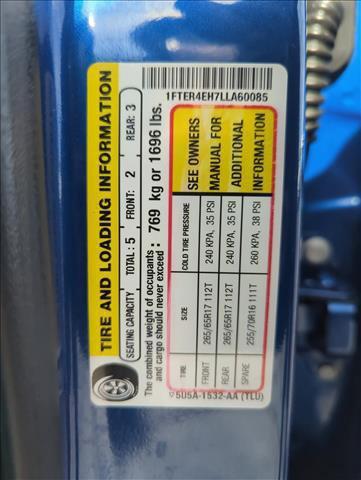 1FTER4EH7LLA60085
TIRE AND LOADING INFORMATION
SEATING CAPACITY TOTAL: 5 FRONT: 2 REAR: 3
The combined weight of occupants
and cargo should never exceed: 769 kg or 1696 lbs.
TIRE SIZE COLD TIRE PRESSURE SEE OWNERS
FRONT 265/65R17 112T 240 KPA, 35 PSI MANUAL FOR
REAR 265/65R17 112T 240 KPA, 35 PSI ADDITIONAL
SPARE 255/70R16 111T 260 KPA, 38 PSI INFORMATION
5U5A-1532-AA (TLU)